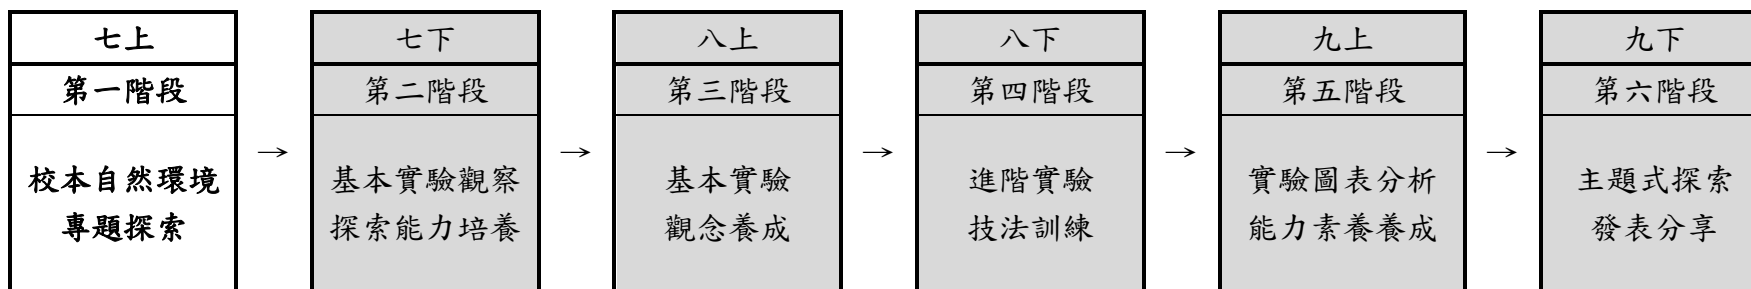 七上
第一階段
校本自然環境
專題探索
→
七下
第二階段
基本實驗觀察
探索能力培養
→
八上
第三階段
基本實驗
觀念養成
→
八下
第四階段
進階實驗
技法訓練
→
九上
第五階段
實驗圖表分析
能力素養養成
→
九下
第六階段
主題式探索
發表分享